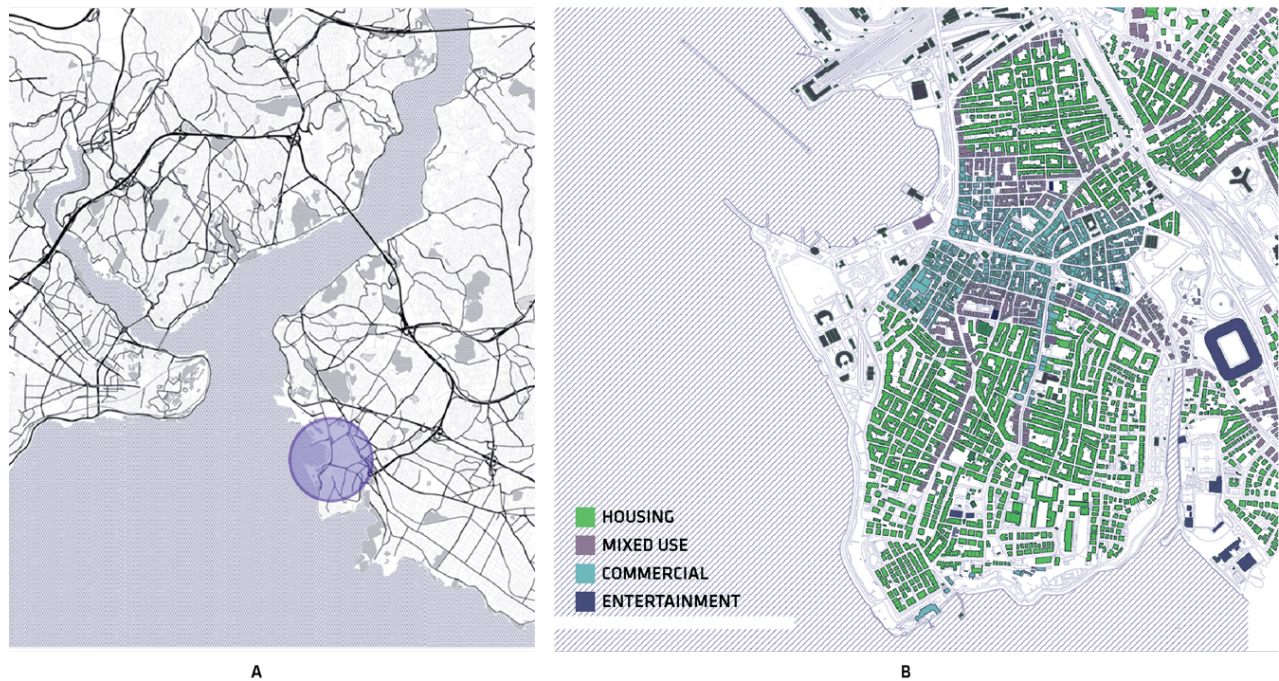 HOUSING
MIXED USE
COMMERCIAL
ENTERTAINMENT
A
B